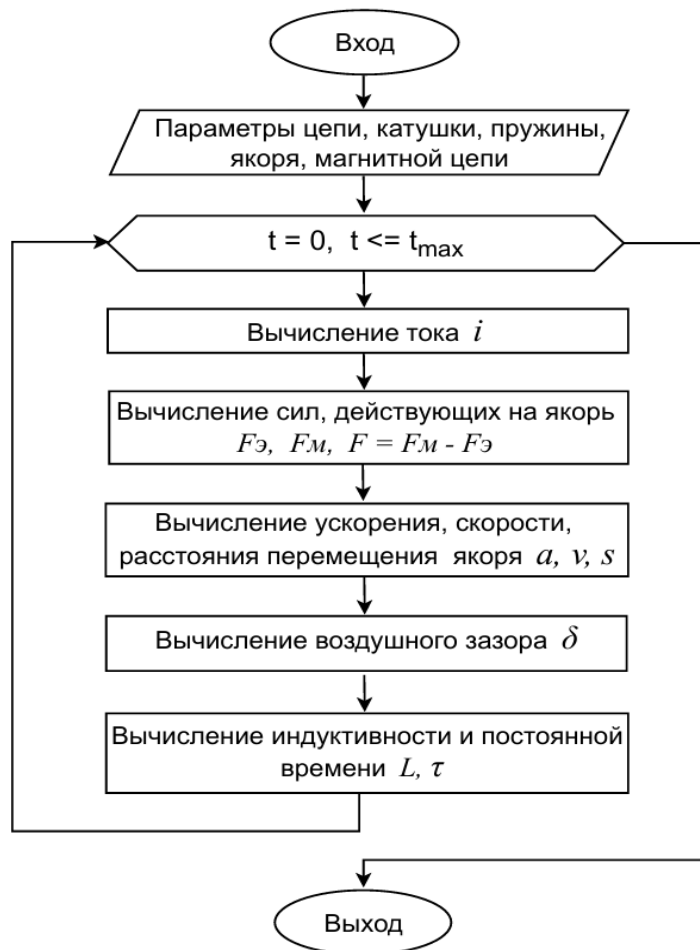 Вход
Параметры цепи, катушки, пружины,
якоря, магнитной цепи
t = 0, t <= tmax
Вычисление тока i
Вычисление сил, действующих на якорь
Fэ, Fм, F = Fм - Fэ
Вычисление ускорения, скорости,
расстояния перемещения якоря a, v, s
Вычисление воздушного зазора δ
Вычисление индуктивности и постоянной
времени L, τ
Выход